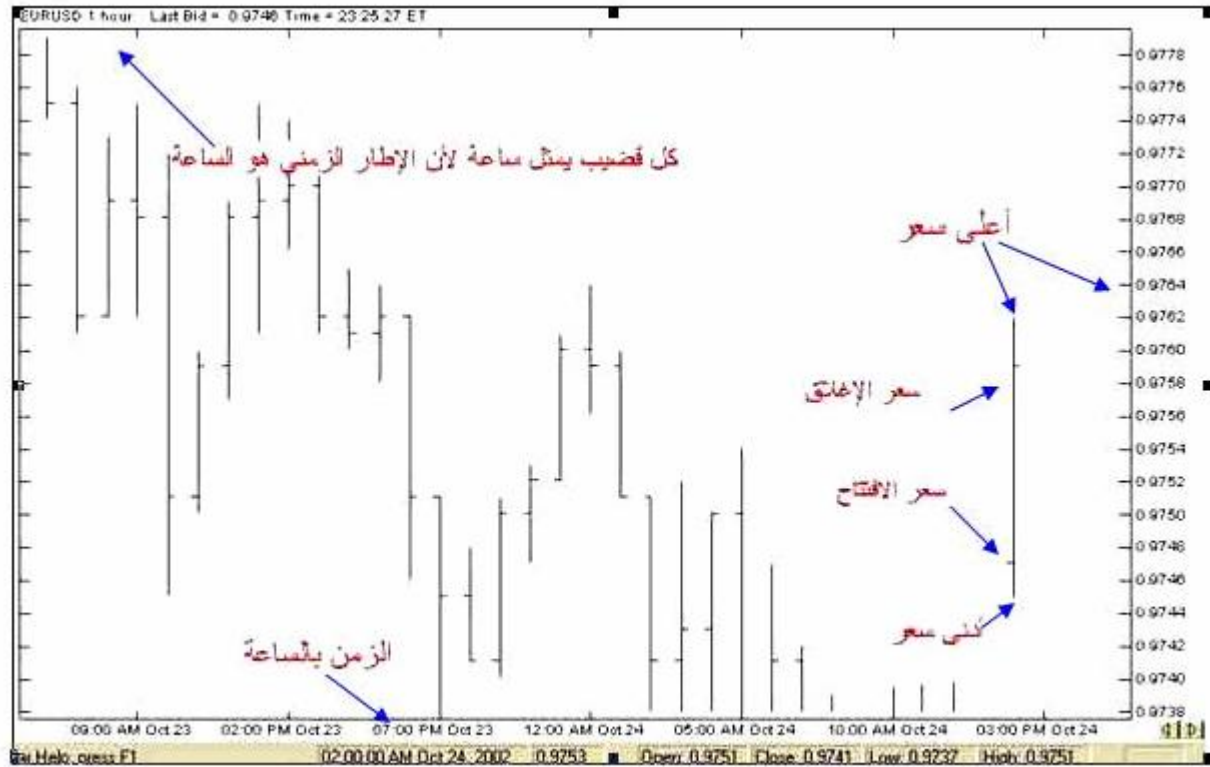 EURUSD 1 hour Last Bid = 0.9746 Time = 23:25:27 ET
0.9778
0.9776
0.9774
كل قضيب يمثل ساعة لأن الإطار الزمني هو الساعة
0.9772
0.9770
أعلى سعر
0.9768
0.9766
0.9764
0.9762
0.9760
سعر الإغلاق
0.9758
0.9756
0.9754
سعر الافتتاح
0.9752
0.9750
0.9748
0.9746
0.9744
أدنى سعر
0.9742
الزمن بالساعة
0.9740
0.9738
09:00 AM Oct 23 02:00 PM Oct 23 07:00 PM Oct 23 12:00 AM Oct 24 05:00 AM Oct 24 10:00 AM Oct 24 03:00 PM Oct 24
Help, press F1 02:00:00 AM Oct 24, 2002 0.9753 Open: 0.9751 Close: 0.9741 Low: 0.9737 High: 0.9751